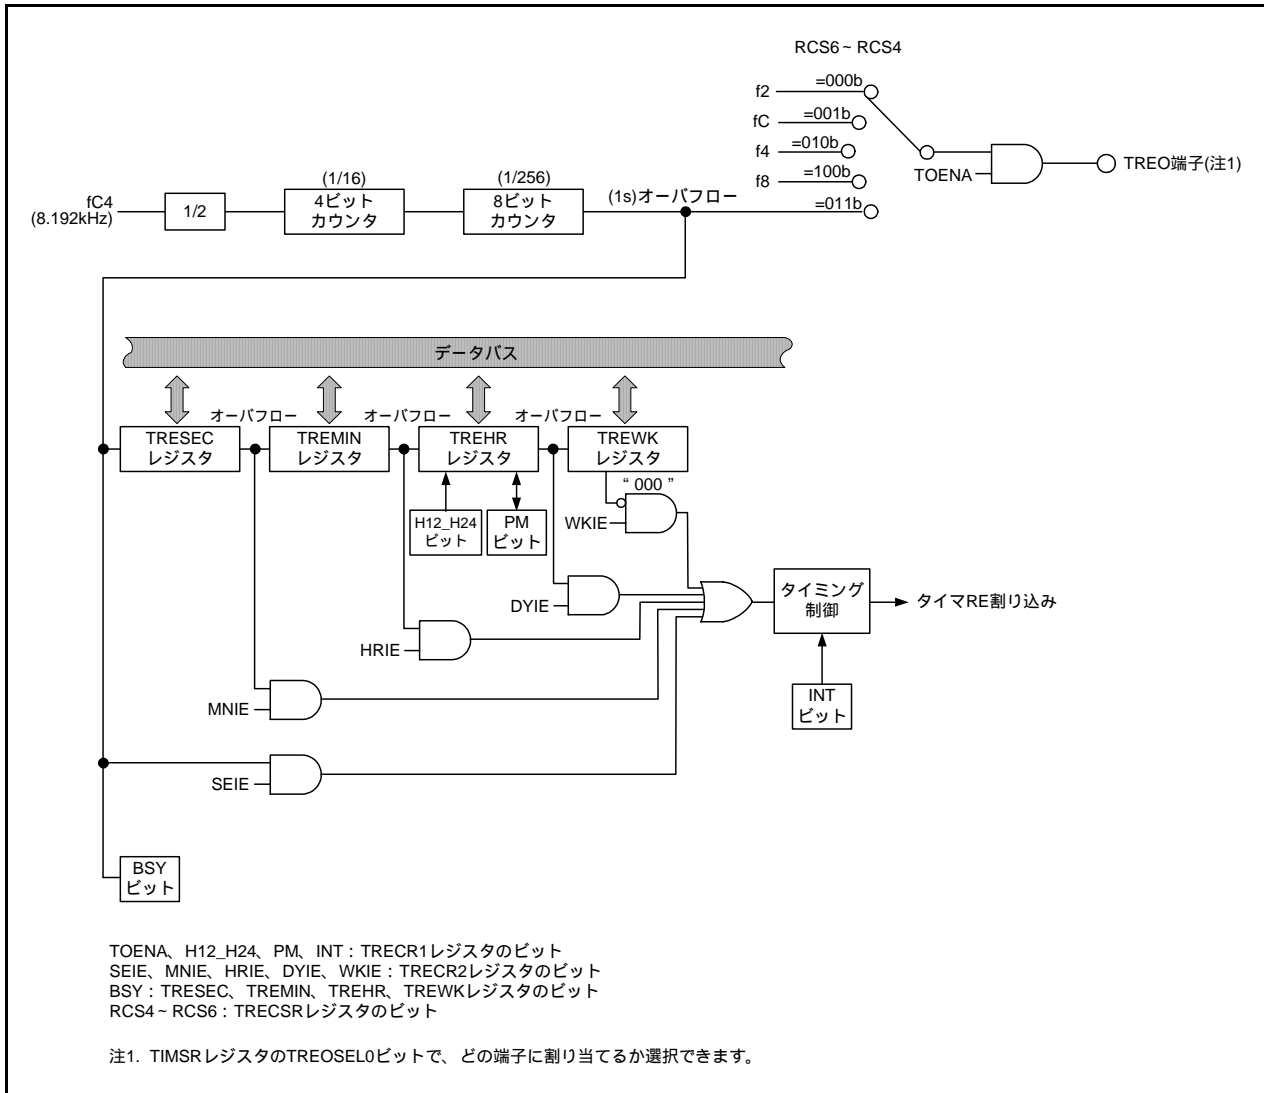 RCS6～RCS4
f2
=000b
fC
=001b
f4
=010b
f8
=100b
=011b
TOENA
TREO端子(注1)
fC4
(8.192kHz)
1/2
(1/16)
4ビット
カウンタ
(1/256)
8ビット
カウンタ
(1s)オーバフロー
データバス
オーバフロー
オーバフロー
オーバフロー
TRESEC
レジスタ
TREMIN
レジスタ
TREHR
レジスタ
TREWK
レジスタ
H12_H24
ビット
PM
ビット
“000”
WKIE
DYIE
HRIE
MNIE
SEIE
タイミング
制御
タイマRE割り込み
INT
ビット
BSY
ビット
TOENA、H12_H24、PM、INT：TRECR1レジスタのビット
SEIE、MNIE、HRIE、DYIE、WKIE：TRECR2レジスタのビット
BSY：TRESEC、TREMIN、TREHR、TREWKレジスタのビット
RCS4～RCS6：TRECSRレジスタのビット
注1. TIMSRレジスタのTREOSEL0ビットで、どの端子に割り当てるか選択できます。